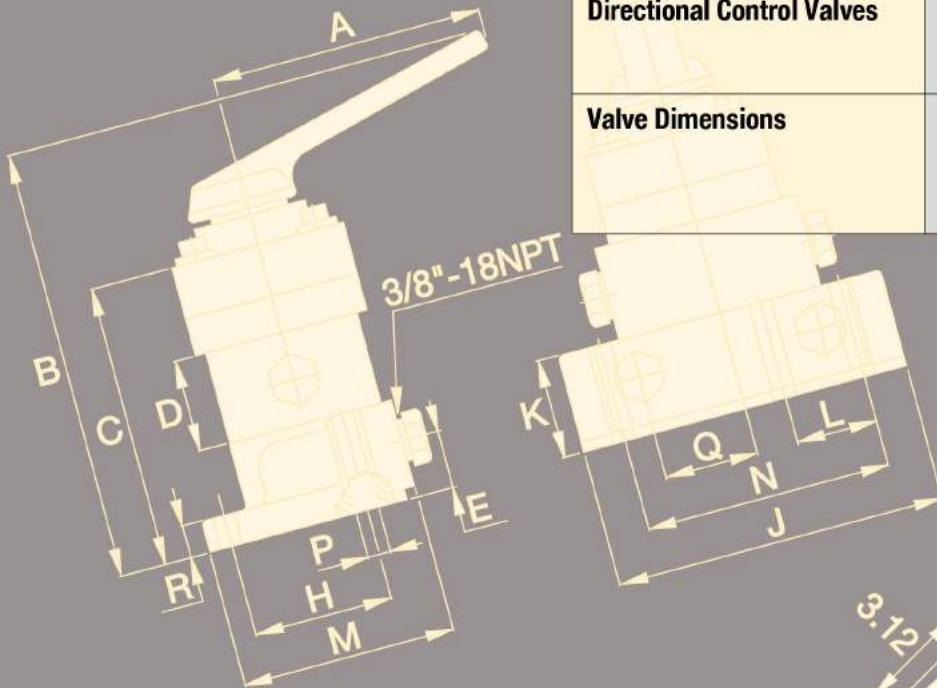 Directional Control Valves
Valve Dimensions
A
B
C
D
3/8"-18NPT
E
P
R
H
M
K
L
Q
N
J
3.12